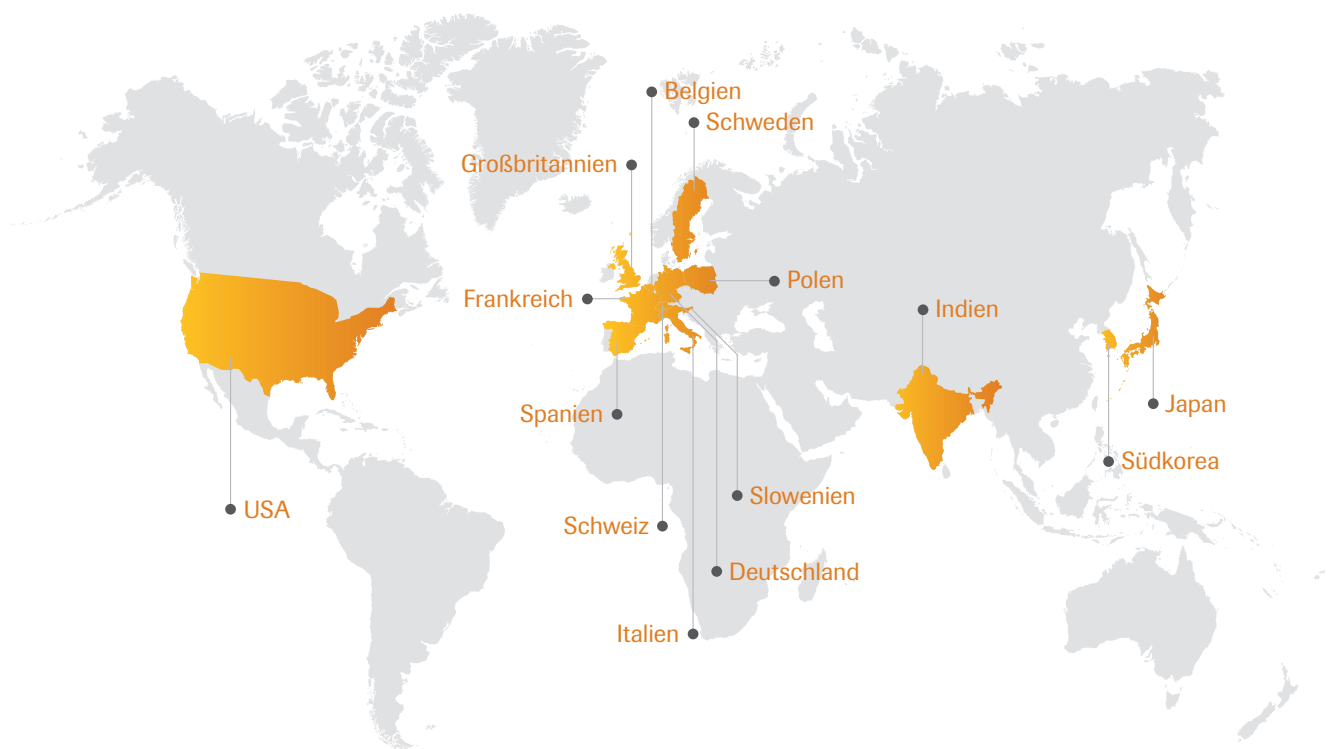 Belgien
Schweden
Großbritannien
Polen
Frankreich
Indien
Spanien
Japan
Südkorea
Slowenien
USA
Schweiz
Deutschland
Italien